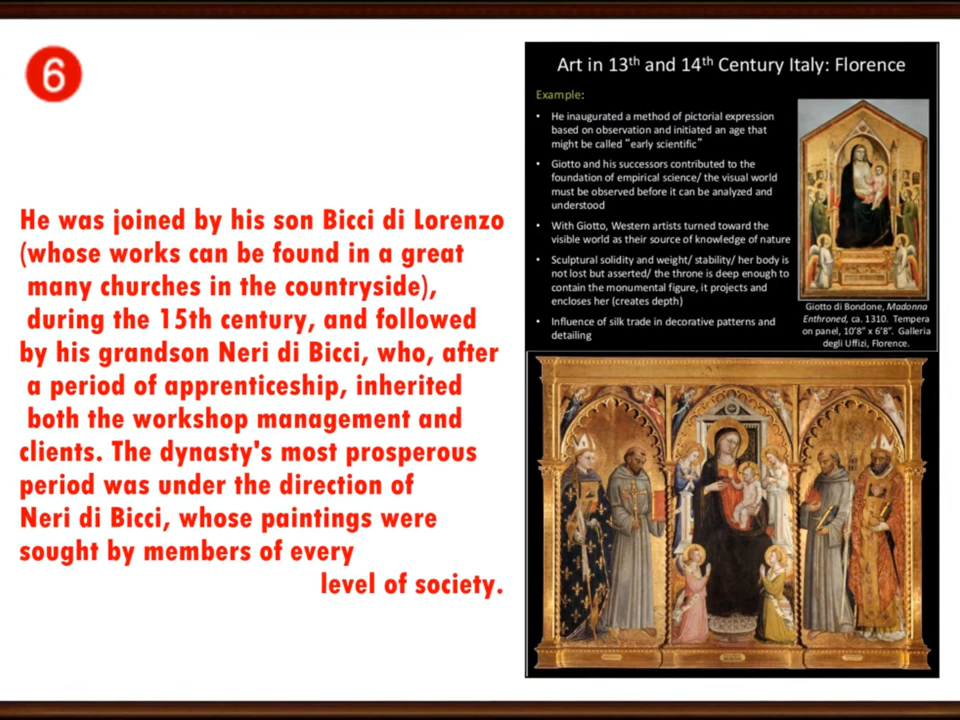 6
He was joined by his son Bicci di Lorenzo
(whose works can be found in a great
many churches in the countryside),
during the 15th century, and followed
by his grandson Neri di Bicci, who, after
a period of apprenticeship, inherited
both the workshop management and
clients. The dynasty's most prosperous
period was under the direction of
Neri di Bicci, whose paintings were
sought by members of every
level of society.
Art in 13th and 14th Century Italy: Florence
Example:
• He inaugurated a method of pictorial expression
based on observation and initiated an age that
might be called “early scientific”
• Giotto and his successors contributed to the
foundation of empirical science/ the visual world
must be observed before it can be analyzed and
understood
• With Giotto, Western artists turned toward the
visible world as their source of knowledge of nature
• Sculptural solidity and weight/ stability/ her body is
not lost but asserted/ the throne is deep enough to
contain the monumental figure, it projects and
encloses her (creates depth)
• Influence of silk trade in decorative patterns and
detailing
Giotto di Bondone, Madonna
Enthroned, ca. 1310. Tempera
on panel, 10’8” x 6’8”. Galleria
degli Uffizi, Florence.